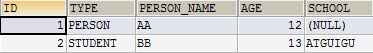 ID TYPE PERSON_NAME AGE SCHOOL
1 PERSON AA 12 (NULL)
2 STUDENT BB 13 ATGUIGU